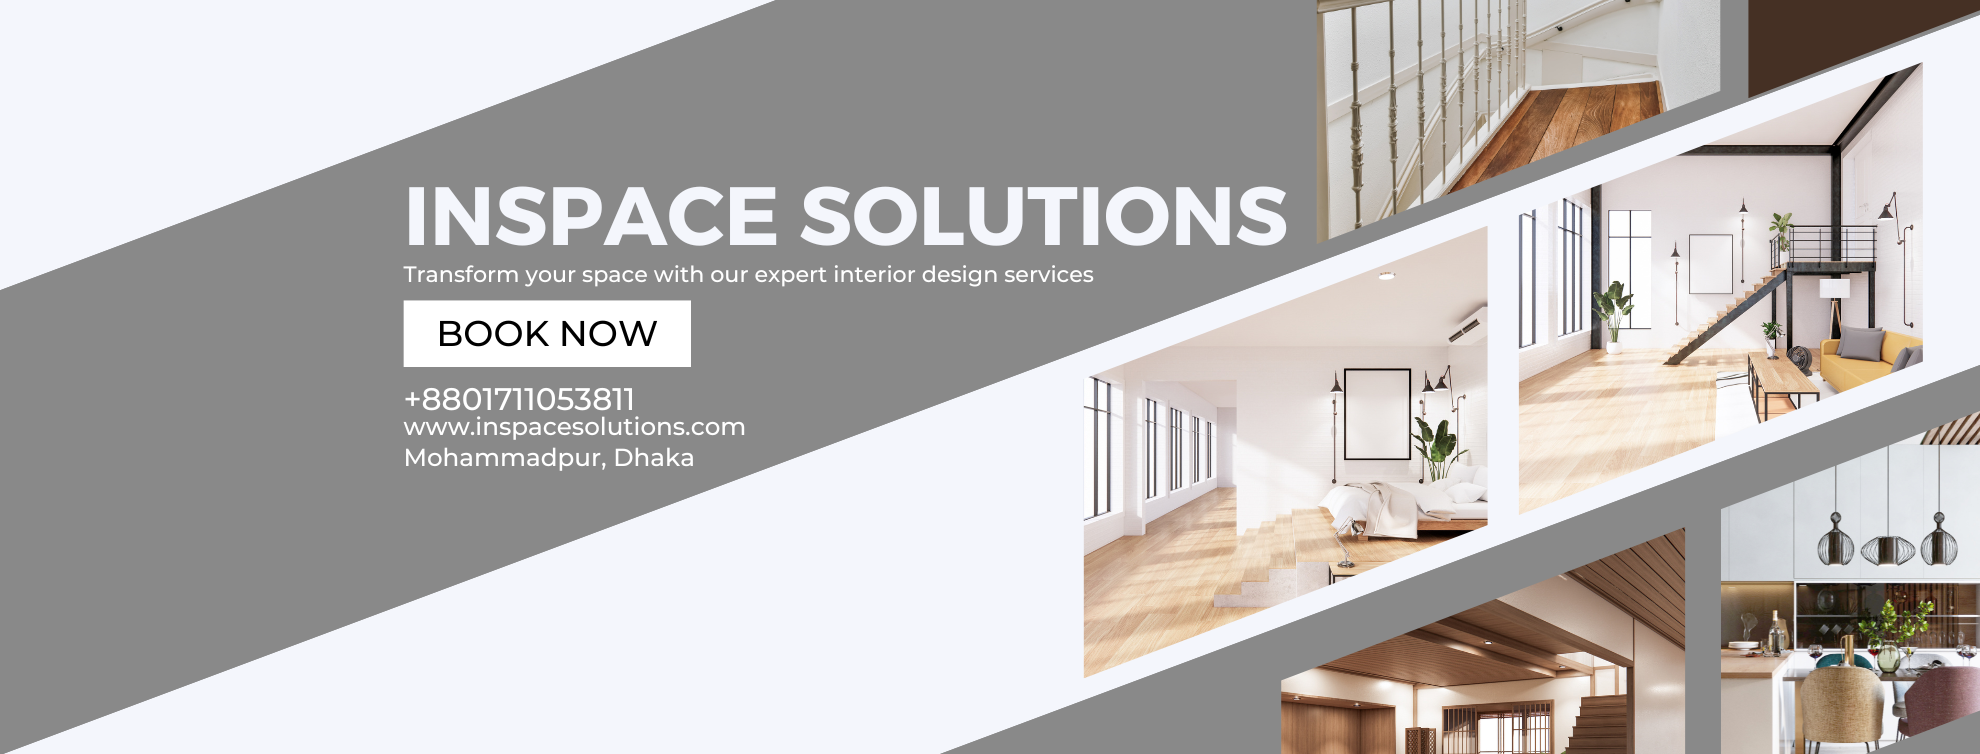 INSPACE SOLUTIONS
Transform your space with our expert interior design services
BOOK NOW
+8801711053811
www.inspacesolutions.com
Mohammadpur, Dhaka